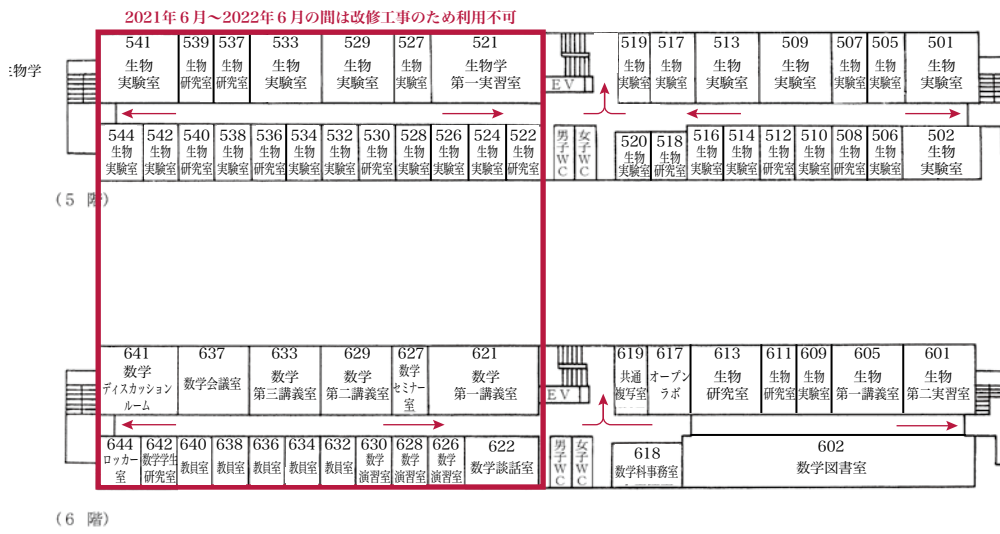 2021年６月～2022年６月の間は改修工事のため利用不可
生物学
541
生物
実験室
539
生物
研究室
537
生物
研究室
533
生物
実験室
529
生物
実験室
527
生物
実験室
521
生物学
第一実習室
EV
519
生物
実験室
517
生物
実験室
513
生物
実験室
509
生物
実験室
507
生物
実験室
505
生物
実験室
501
生物
実験室
544
生物
実験室
542
生物
実験室
540
生物
研究室
538
生物
実験室
536
生物
研究室
534
生物
実験室
532
生物
実験室
530
生物
研究室
528
生物
実験室
526
生物
実験室
524
生物
実験室
522
生物
研究室
男子WC
女子WC
520
生物
実験室
518
生物
研究室
516
生物
実験室
514
生物
実験室
512
生物
研究室
510
生物
実験室
508
生物
研究室
506
生物
実験室
502
生物
実験室
（５ 階）
641
数学
ディスカッション
ルーム
637
数学会議室
633
数学
第三講義室
629
数学
第二講義室
627
数学
セミナー
室
621
数学
第一講義室
EV
619
共通
複写室
617
オープン
ラボ
613
生物
研究室
611
生物
研究室
609
生物
実験室
605
生物
第一講義室
601
生物
第二実習室
644
ロッカー
室
642
数学学生
研究室
640
教員室
638
教員室
636
教員室
634
教員室
632
教員室
630
数学
演習室
628
数学
演習室
626
数学
演習室
622
数学談話室
男子WC
女子WC
618
数学科事務室
602
数学図書室
（６ 階）